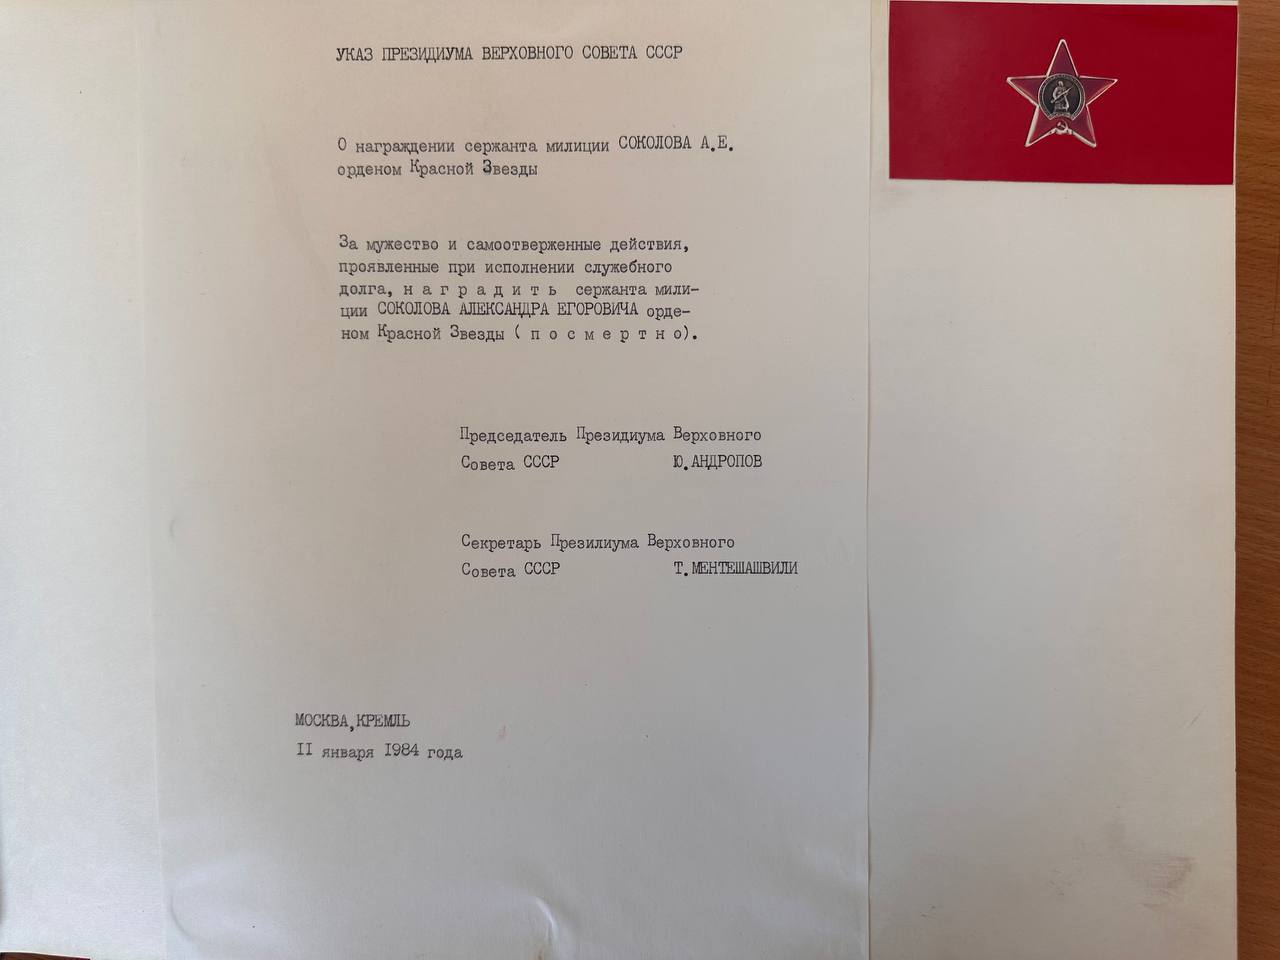 УКАЗ ПРЕЗИДИУМА ВЕРХОВНОГО СОВЕТА СССР
О награждении сержанта милиции СОКОЛОВА А.Е.
орденом Красной Звезды
За мужество и самоотверженные действия,
проявленные при исполнении служебного
долга, н а г р а д и т ь сержанта мили-
ции СОКОЛОВА АЛЕКСАНДРА ЕГОРОВИЧА орде-
ном Красной Звезды ( п о с м е р т н о).
Председатель Президиума Верховного
Совета СССР Ю.АНДРОПОВ
Секретарь Презилиума Верховного
Совета СССР Т.МЕНТЕШАШВИЛИ
МОСКВА,КРЕМЛЬ
II января I984 года